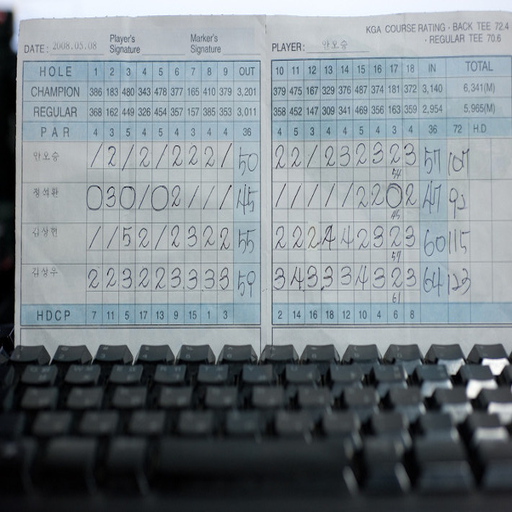 DATE: 2008.05.08 Player's Signature Marker's Signature
KGA COURSE RATING - BACK TEE 72.4
- REGULAR TEE 70.6
PLAYER: 안오승
HOLE 1 2 3 4 5 6 7 8 9 OUT 10 11 12 13 14 15 16 17 18 IN TOTAL
CHAMPION 386 183 480 343 478 377 165 410 379 3,201 379 475 167 329 376 487 374 181 372 3,140 6,341(M)
REGULAR 368 162 449 326 454 357 157 385 353 3,011 358 452 147 309 341 469 356 163 359 2,954 5,965(M)
PAR 4 3 5 4 5 4 3 4 4 36 4 5 3 4 4 5 4 3 4 36 72 H.D
/ 2 / 2 / 2 2 2 / 50 2 2 / 2 3 2 3 2 3 57 107
54
0 3 0 / 0 2 / / / 45 / / / / / 2 2 0 2 47 92
45
김상현 / / 5 2 / 2 3 2 2 55 2 2 2 4 4 2 3 2 3 60 115
57
김상우 2 2 3 2 2 3 3 3 3 59 3 4 3 3 3 4 3 2 3 64 123
61
HDCP 7 11 5 17 13 9 15 1 3 2 14 16 18 12 10 4 6 8